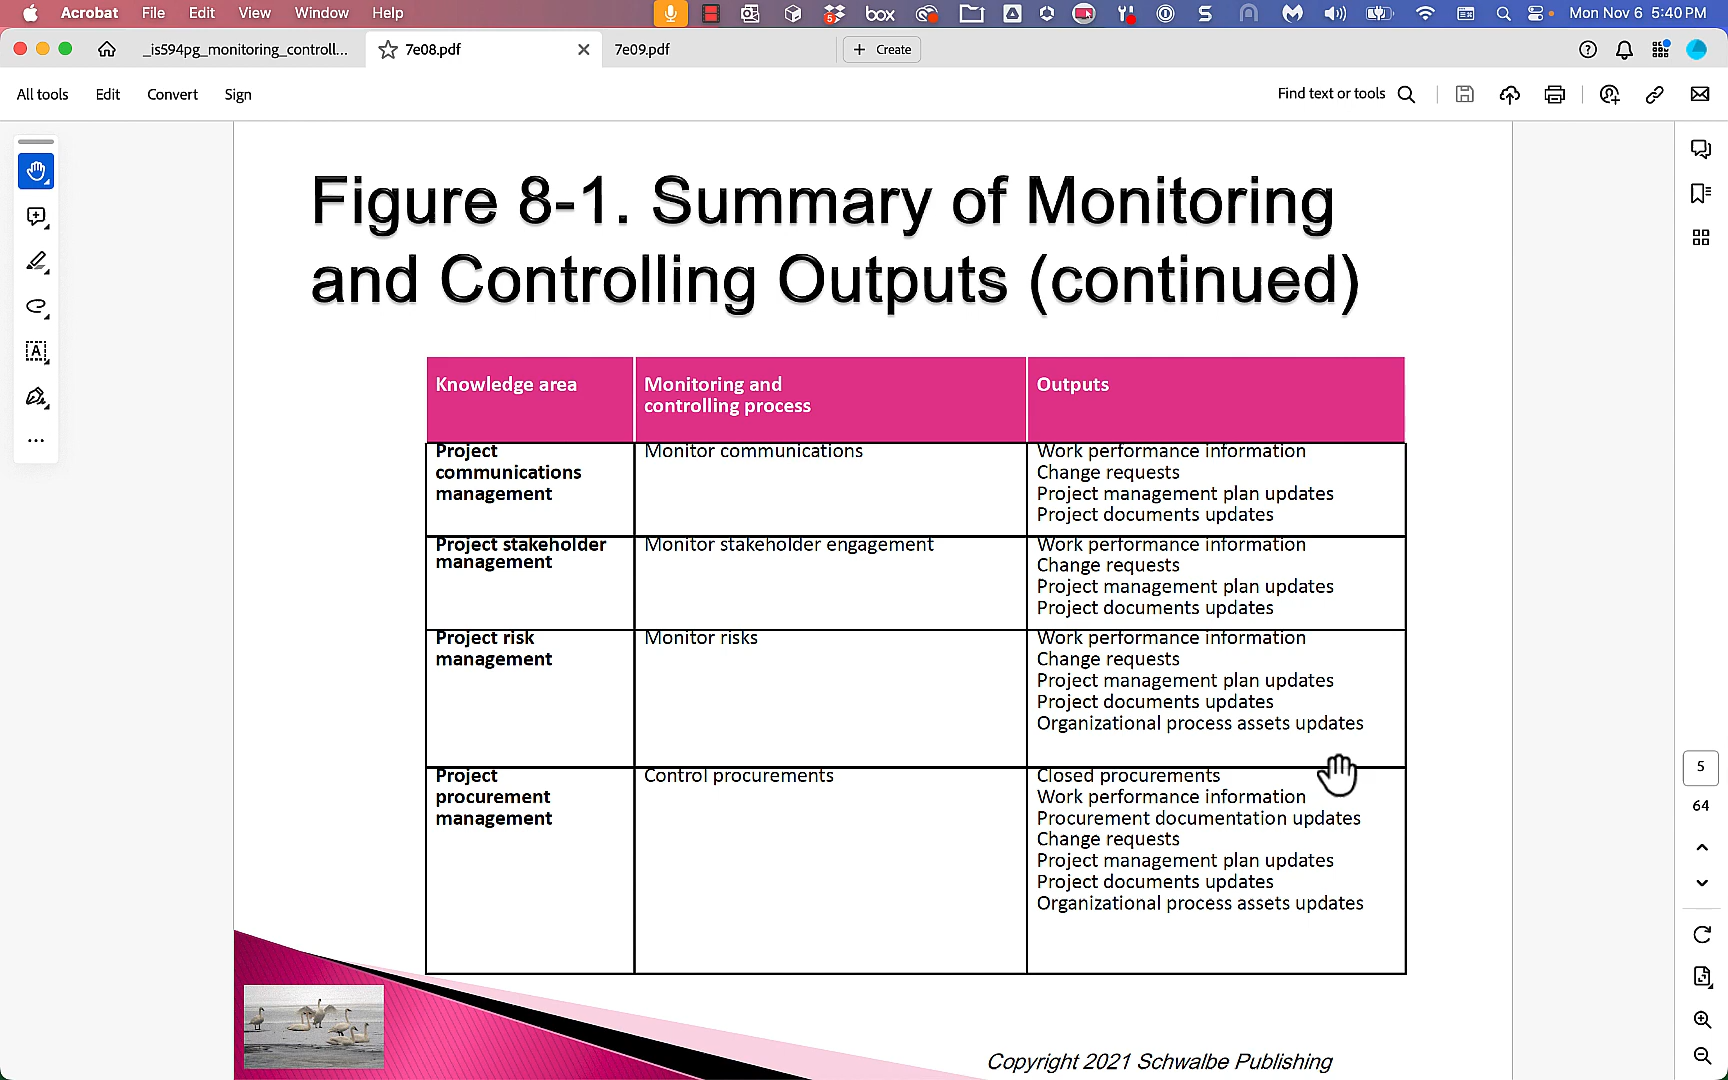 Acrobat File Edit View Window Help
5
box
Mon Nov 6 5:40 PM
_is594pg_monitoring_controll...
7e08.pdf
7e09.pdf
+ Create
All tools Edit Convert Sign
Find text or tools
Figure 8-1. Summary of Monitoring
and Controlling Outputs (continued)
Knowledge area
Monitoring and
controlling process
Outputs
Project
communications
management
Monitor communications
Work performance information
Change requests
Project management plan updates
Project documents updates
Project stakeholder
management
Monitor stakeholder engagement
Work performance information
Change requests
Project management plan updates
Project documents updates
Project risk
management
Monitor risks
Work performance information
Change requests
Project management plan updates
Project documents updates
Organizational process assets updates
Project
procurement
management
Control procurements
Closed procurements
Work performance information
Procurement documentation updates
Change requests
Project management plan updates
Project documents updates
Organizational process assets updates
5
64
Copyright 2021 Schwalbe Publishing